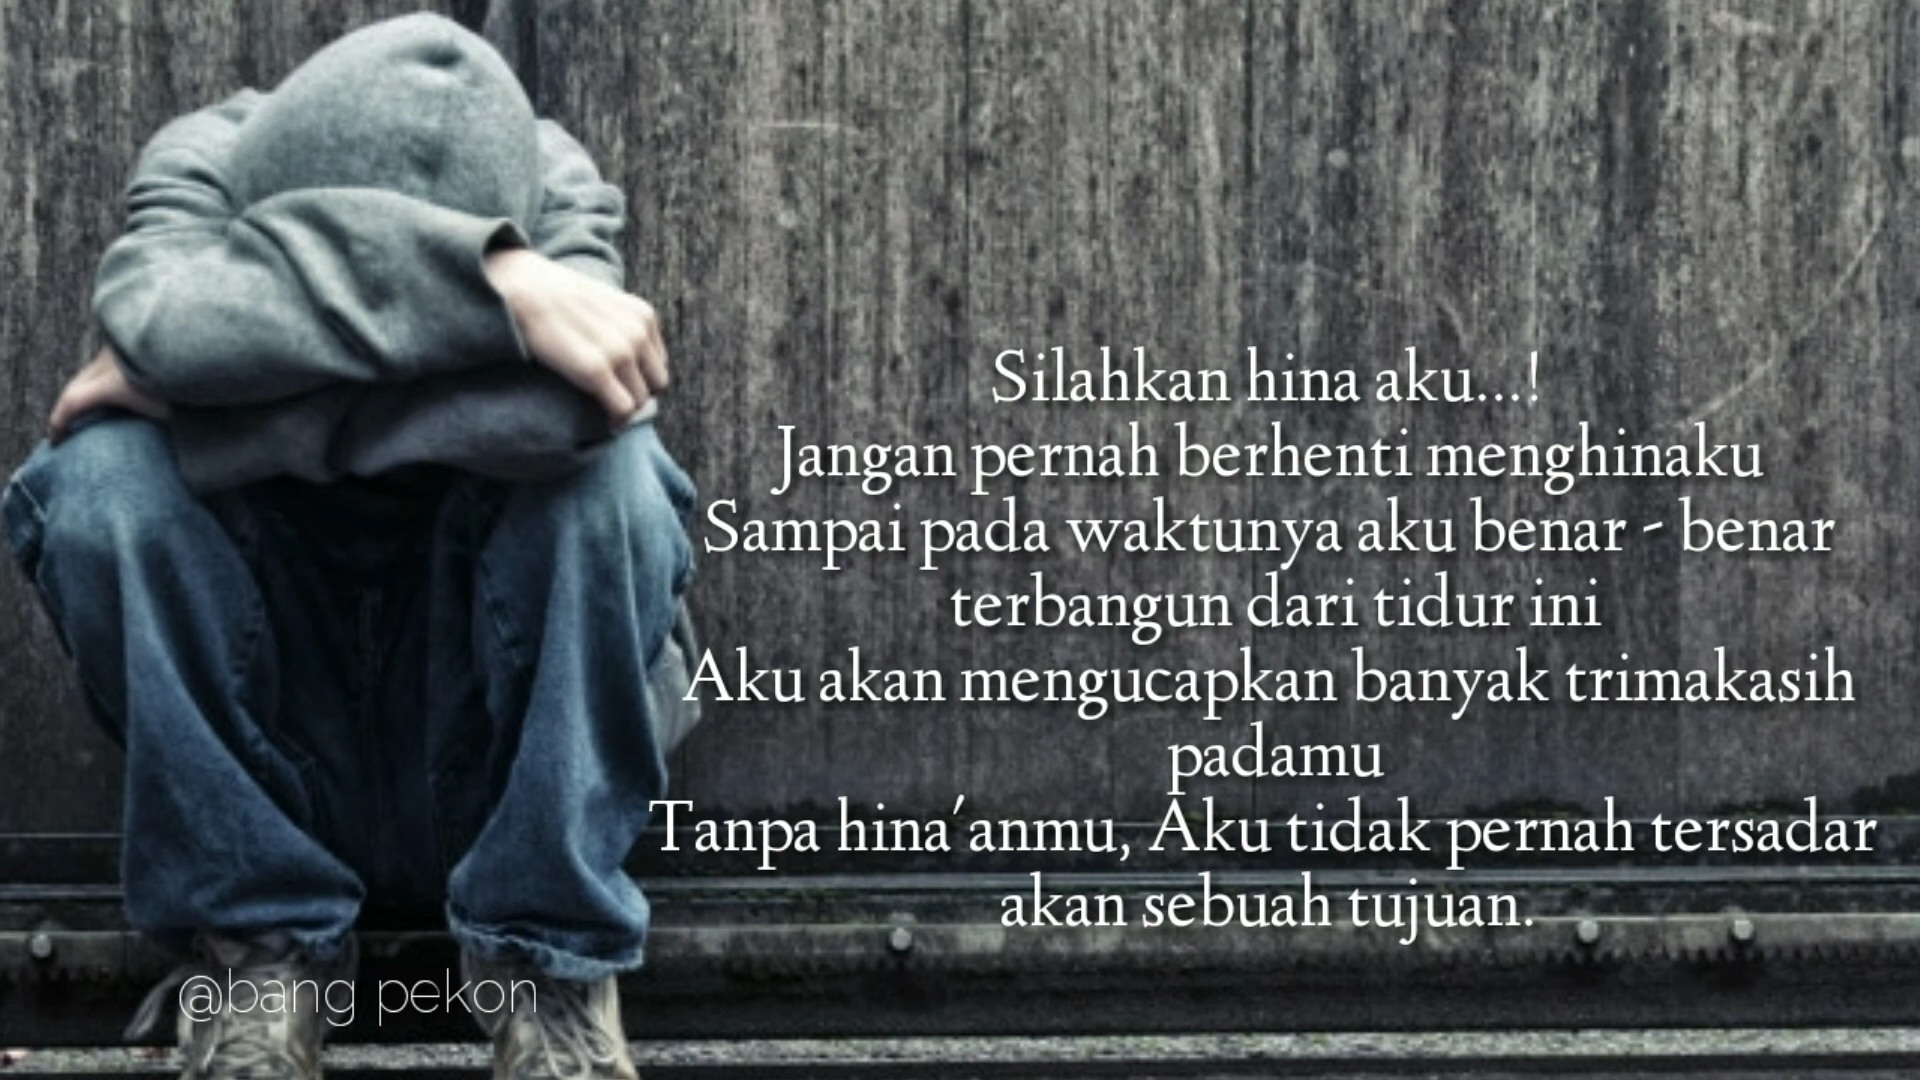 Silahkan hina aku...!
Jangan pernah berhenti menghinaku
Sampai pada waktunya aku benar - benar
terbangun dari tidur ini
Aku akan mengucapkan banyak trimakasih
padamu
Tanpa hina'anmu, Aku tidak pernah tersadar
akan sebuah tujuan.
@bang pekon